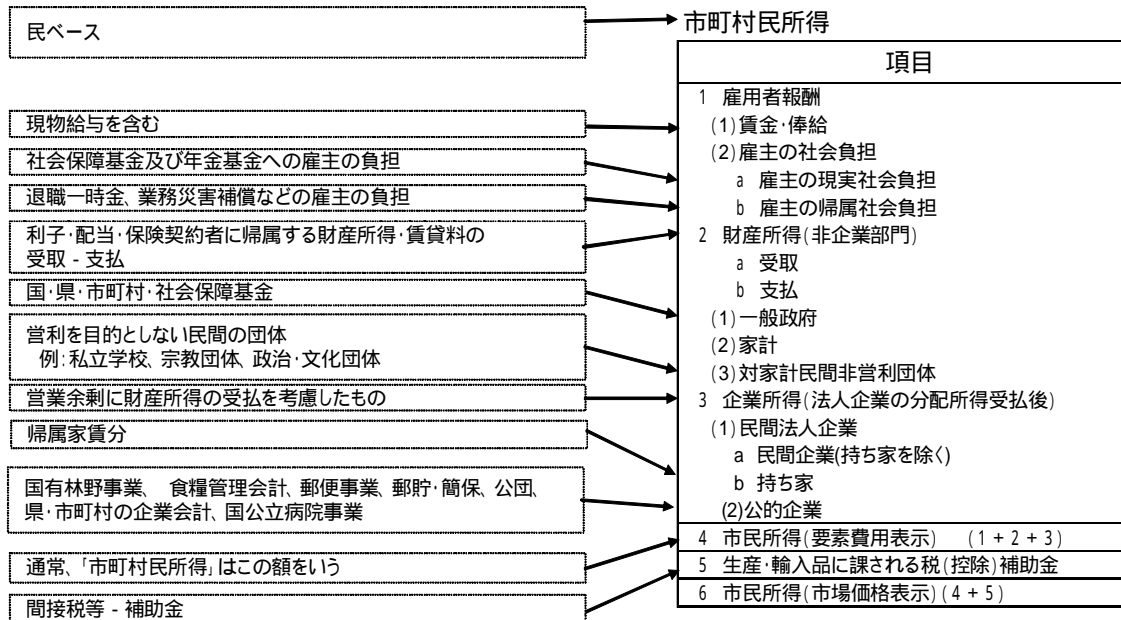 民ベース
現物給与を含む
社会保障基金及び年金基金への雇主の負担
退職一時金、業務災害補償などの雇主の負担
利子・配当・保険契約者に帰属する財産所得・賃貸料の
受取 - 支払
国・県・市町村・社会保障基金
営利を目的としない民間の団体
例:私立学校、宗教団体、政治・文化団体
営業余剰に財産所得の受払を考慮したもの
帰属家賃分
国有林野事業、 食糧管理会計、郵便事業、郵貯・簡保、公団、
県・市町村の企業会計、国公立病院事業
通常、「市町村民所得」はこの額をいう
間接税等 - 補助金
市町村民所得
項目
1 雇用者報酬
(1)賃金・俸給
(2)雇主の社会負担
a 雇主の現実社会負担
b 雇主の帰属社会負担
2 財産所得(非企業部門)
a 受取
b 支払
(1)一般政府
(2)家計
(3)対家計民間非営利団体
3 企業所得(法人企業の分配所得受払後)
(1)民間法人企業
a 民間企業(持ち家を除く)
b 持ち家
(2)公的企業
4 市民所得(要素費用表示) (1+2+3)
5 生産・輸入品に課される税(控除)補助金
6 市民所得(市場価格表示)(4+5)